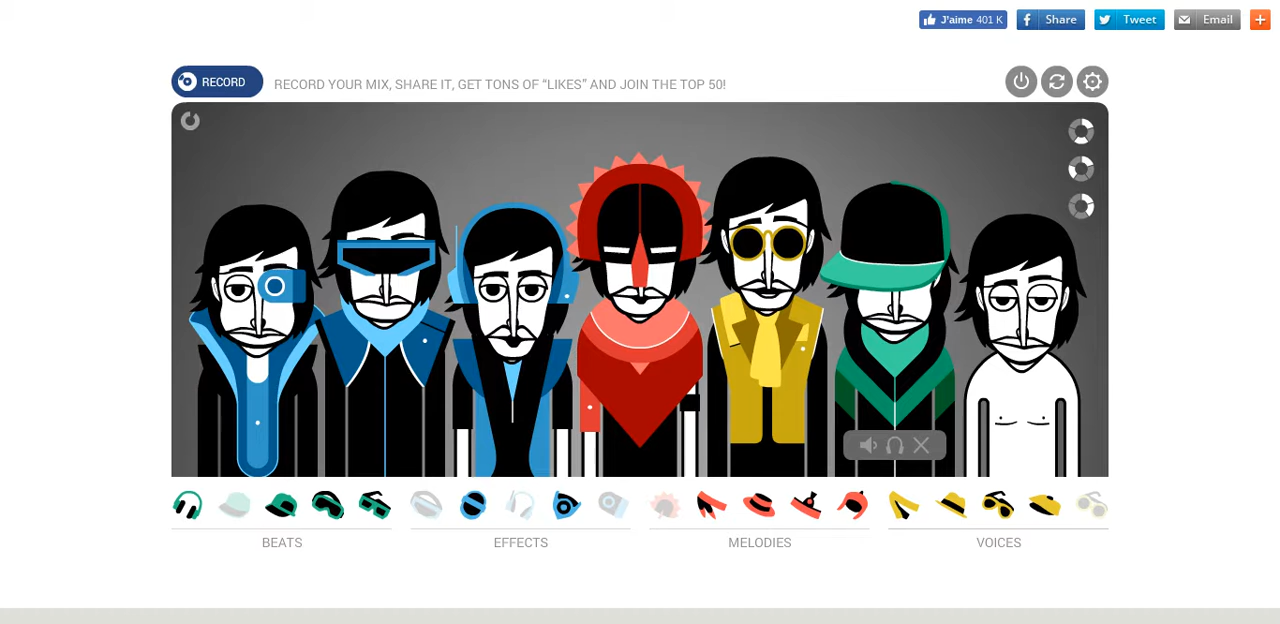 J'aime 401 K Share Tweet Email
RECORD RECORD YOUR MIX, SHARE IT, GET TONS OF “LIKES” AND JOIN THE TOP 50!
BEATS EFFECTS MELODIES VOICES